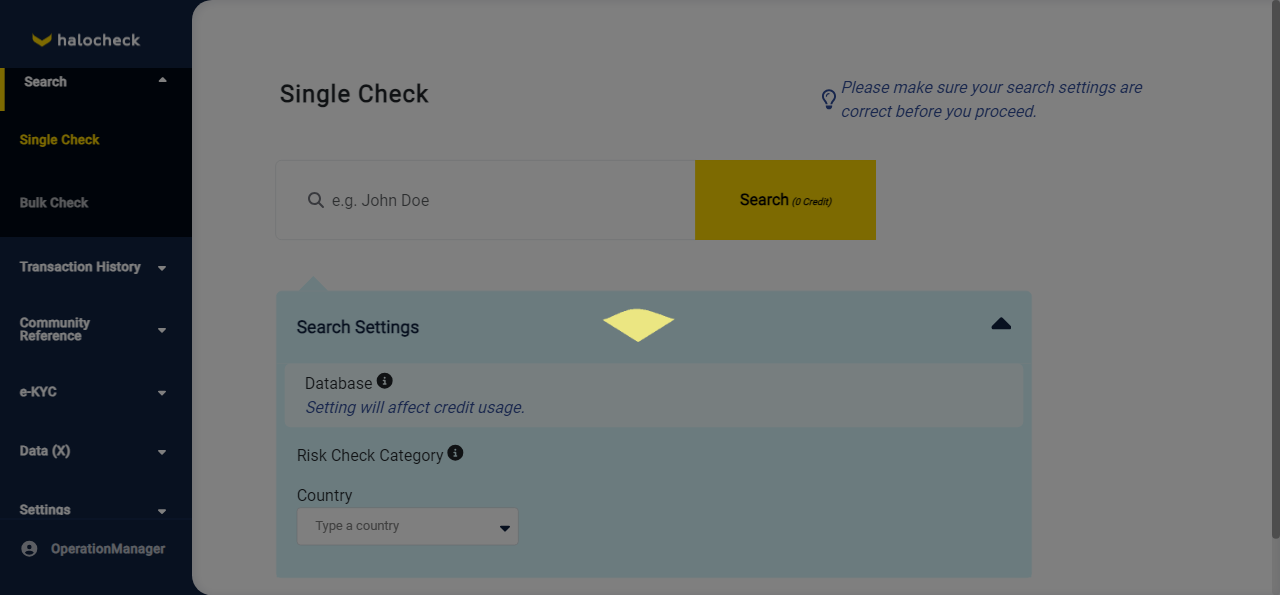 halocheck
Search
Single Check
Bulk Check
Transaction History
Community
Reference
e-KYC
Data (X)
Settings
OperationManager
Single Check
Please make sure your search settings are
correct before you proceed.
e.g. John Doe
Search (0 Credit)
Search Settings
Database
Setting will affect credit usage.
Risk Check Category
Country
Type a country